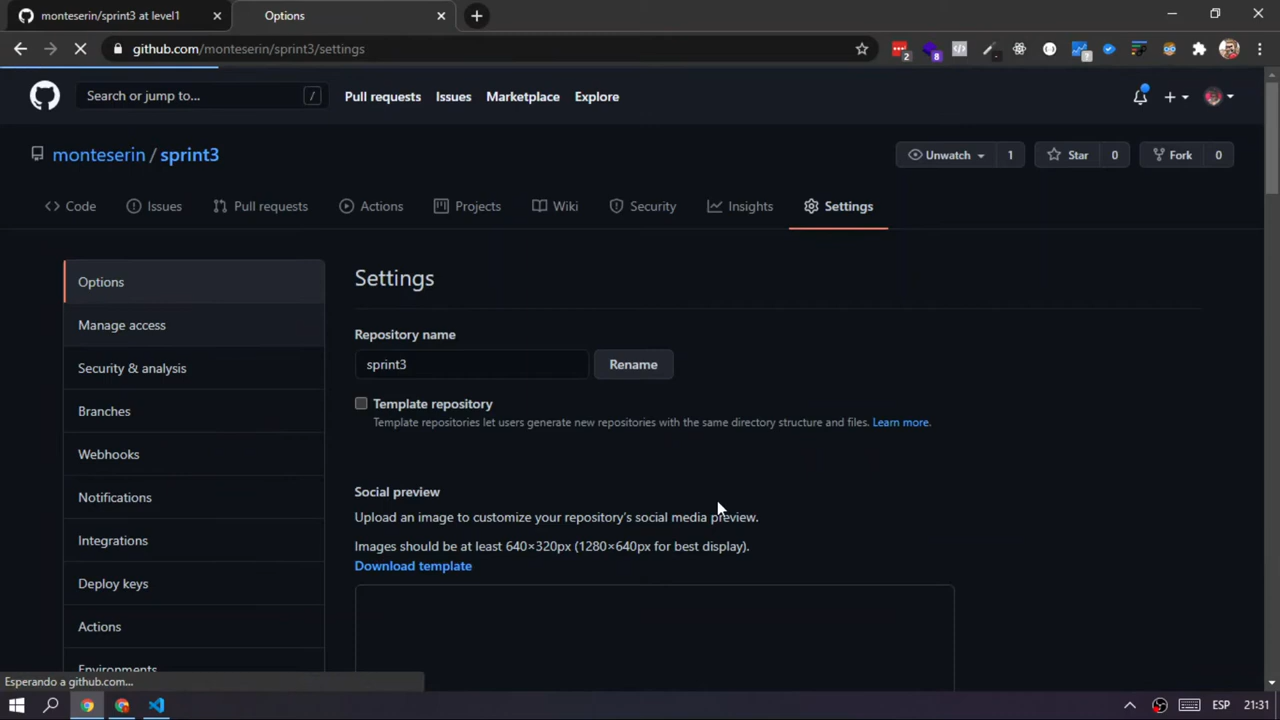 monteserin/sprint3 at level1
Options
github.com/monteserin/sprint3/settings
2
8
7
Search or jump to...
/
Pull requests
Issues
Marketplace
Explore
monteserin / sprint3
Unwatch
1
Star
0
Fork
0
Code
Issues
Pull requests
Actions
Projects
Wiki
Security
Insights
Settings
Options
Manage access
Security & analysis
Branches
Webhooks
Notifications
Integrations
Deploy keys
Actions
Environments
Settings
Repository name
sprint3
Rename
Template repository
Template repositories let users generate new repositories with the same directory structure and files. Learn more.
Social preview
Upload an image to customize your repository's social media preview.
Images should be at least 640×320px (1280×640px for best display).
Download template
Esperando a github.com...
ESP
21:31